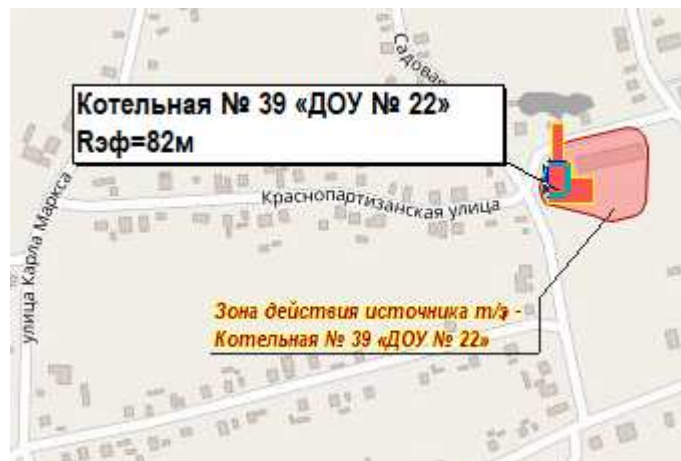 Садовая
Котельная № 39 «ДОУ № 22»
Rэф=82м
улица Карла Маркса
Краснопартизанская улица
Зона действия источника т/э -
Котельная № 39 «ДОУ № 22»